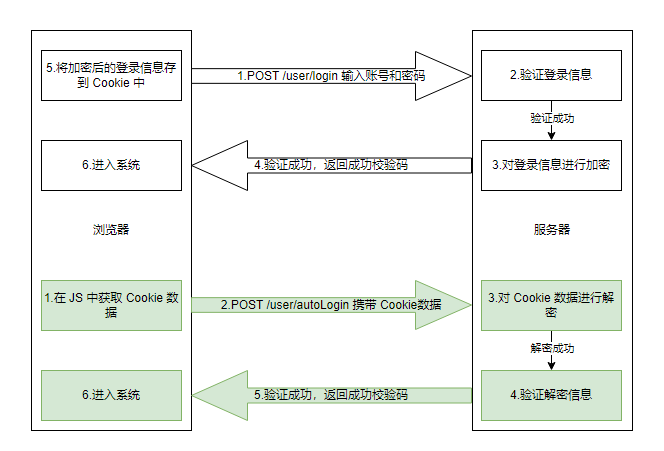 5.将加密后的登录信息存
到 Cookie 中
1.POST /user/login 输入账号和密码
2.验证登录信息
验证成功
6.进入系统
4.验证成功，返回成功校验码
3.对登录信息进行加密
浏览器
服务器
1.在 JS 中获取 Cookie 数
据
2.POST /user/autoLogin 携带 Cookie数据
3.对 Cookie 数据进行解
密
解密成功
6.进入系统
5.验证成功，返回成功校验码
4.验证解密信息